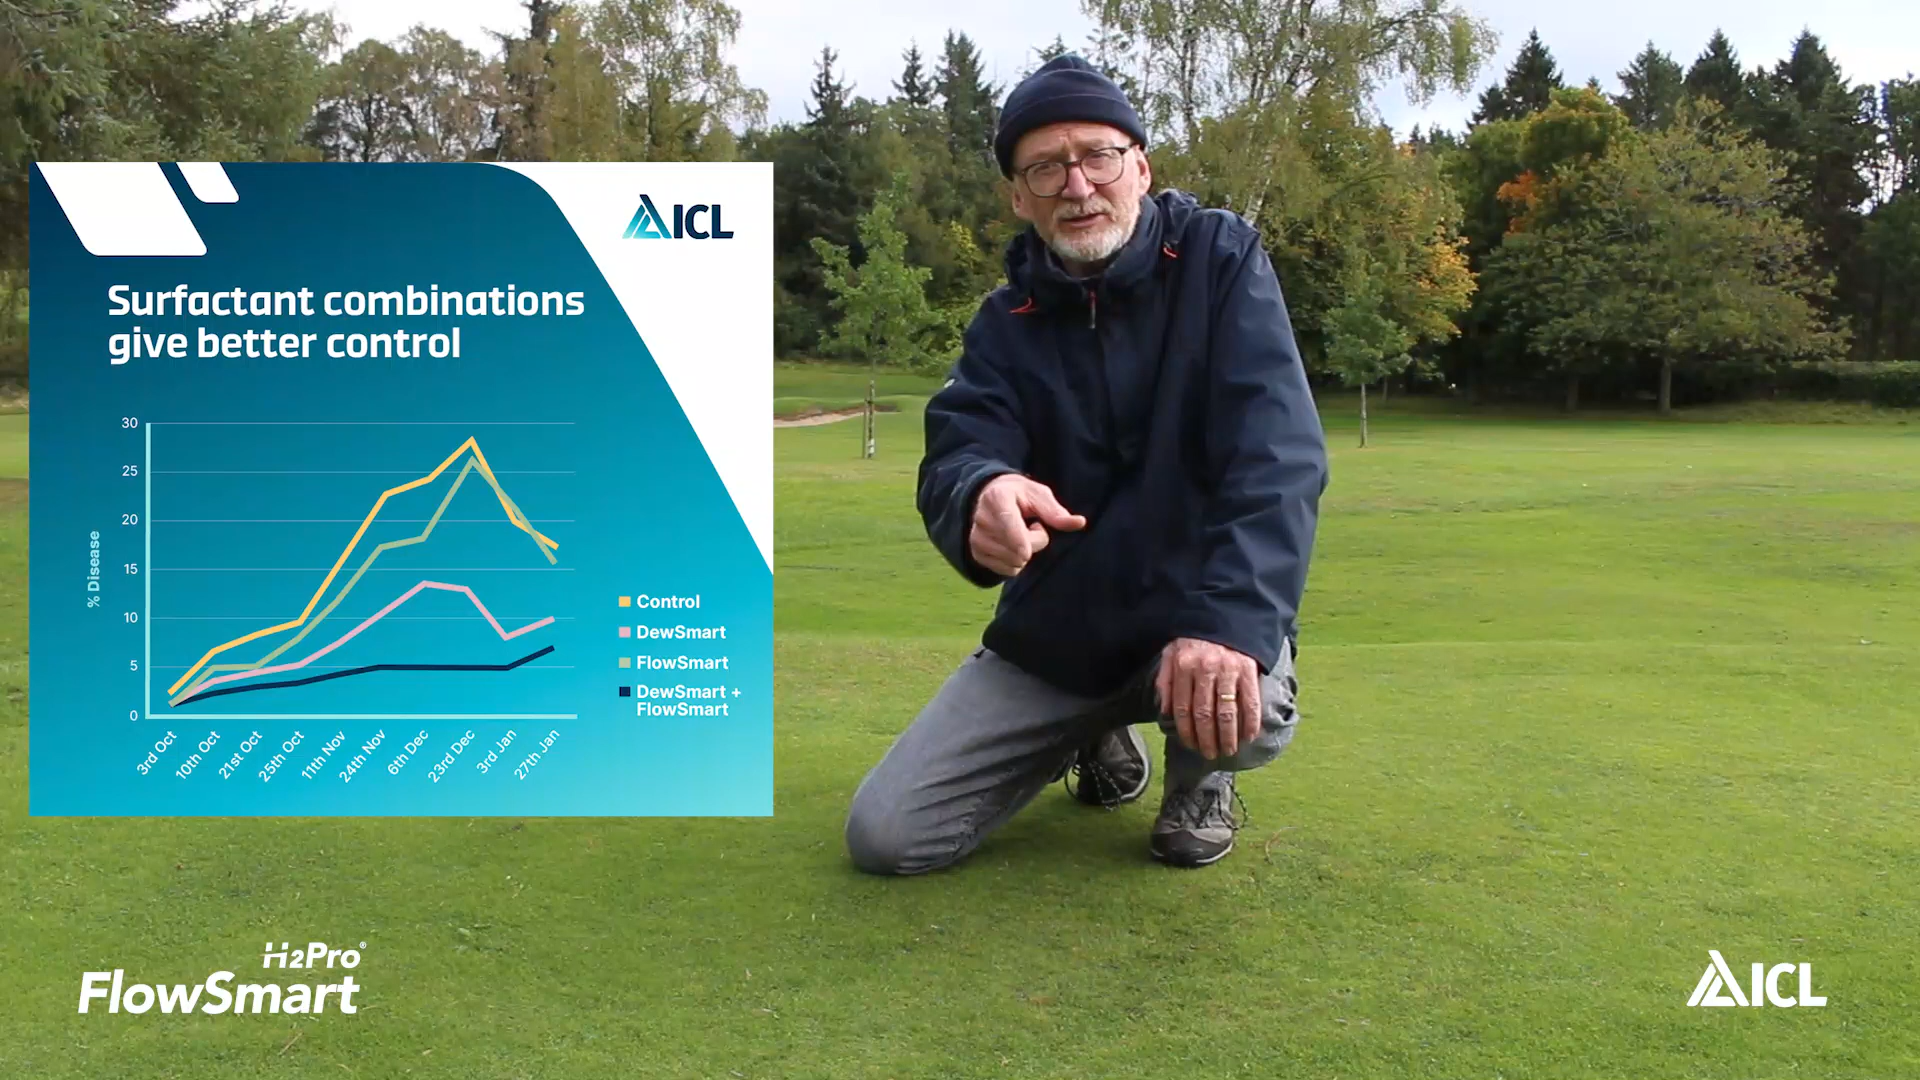 ICL
Surfactant combinations
give better control
% Disease
30
25
20
15
10
5
0
3rd Oct
10th Oct
21st Oct
25th Oct
11th Nov
24th Nov
6th Dec
23rd Dec
3rd Jan
27th Jan
Control
DewSmart
FlowSmart
DewSmart +
FlowSmart
H2Pro®
FlowSmart
ICL